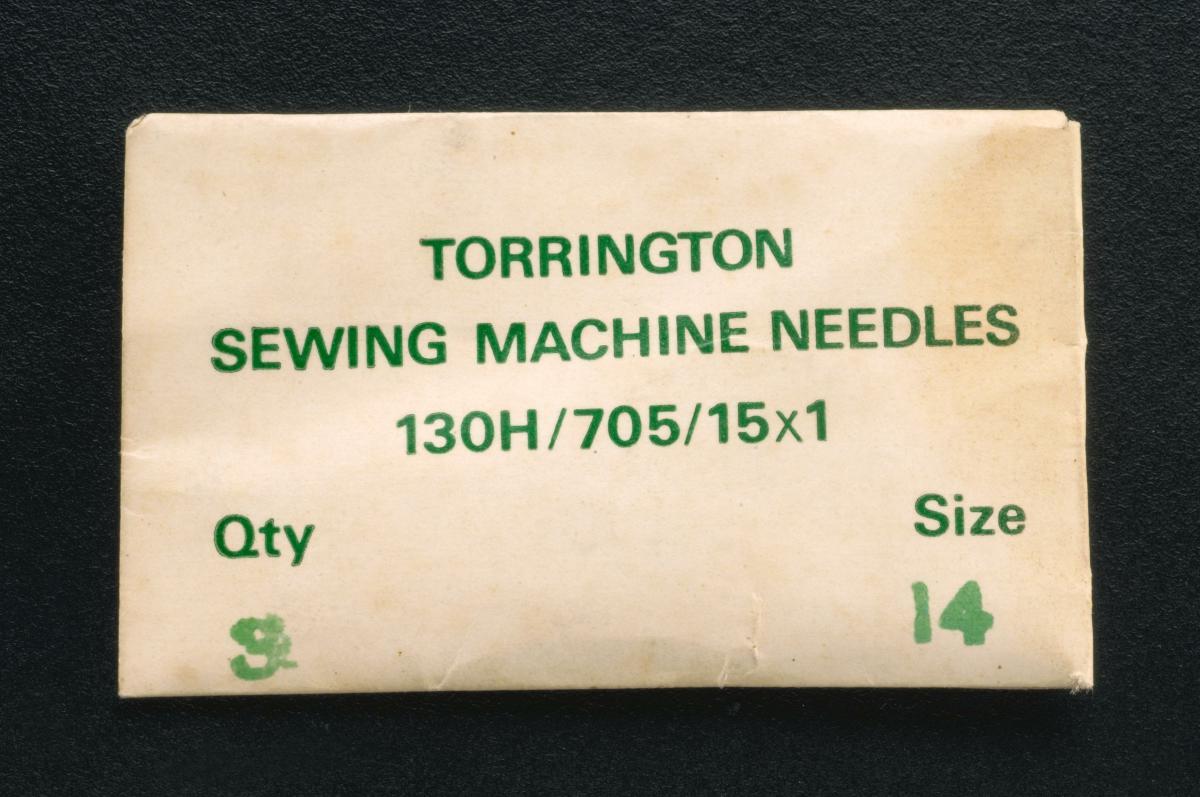 TORRINGTON
SEWING MACHINE NEEDLES
130H/705/15x1
Qty
Size
14